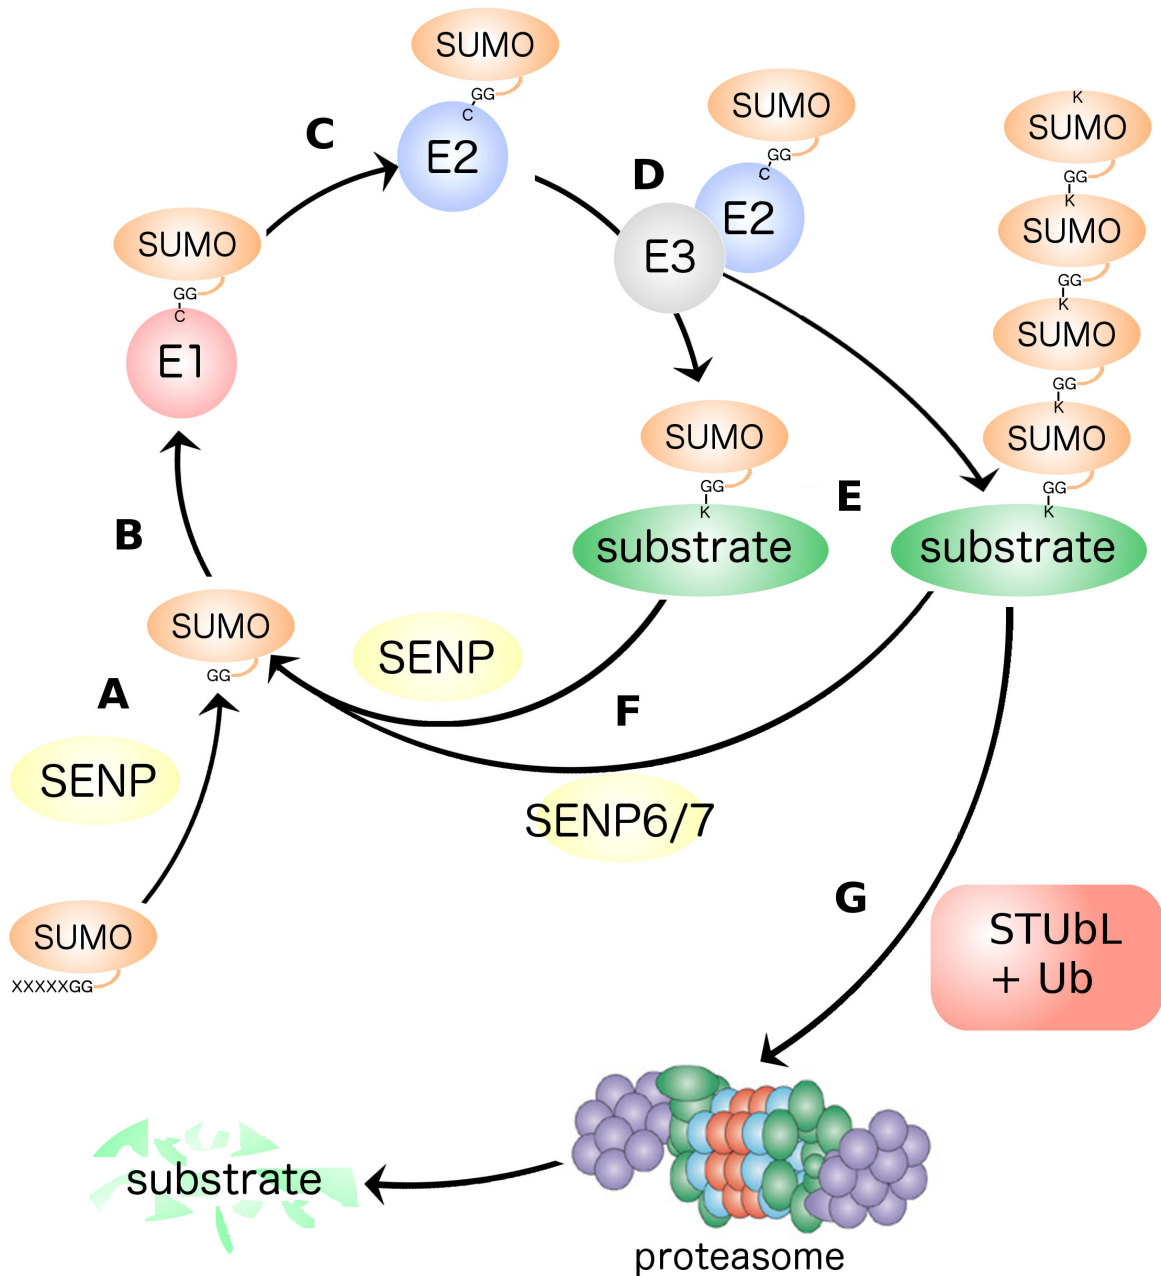 SUMO
GG
C
E2
C
SUMO
GG
C
E2
D
E3
K
SUMO
GG
K
SUMO
GG
K
SUMO
GG
K
SUMO
GG
K
substrate
SUMO
GG
C
E1
SUMO
GG
K
substrate
E
B
SUMO
GG
A
SENP
SENP
F
SENP6/7
SUMO
XXXXXGG
G
STUbL
+ Ub
substrate
proteasome